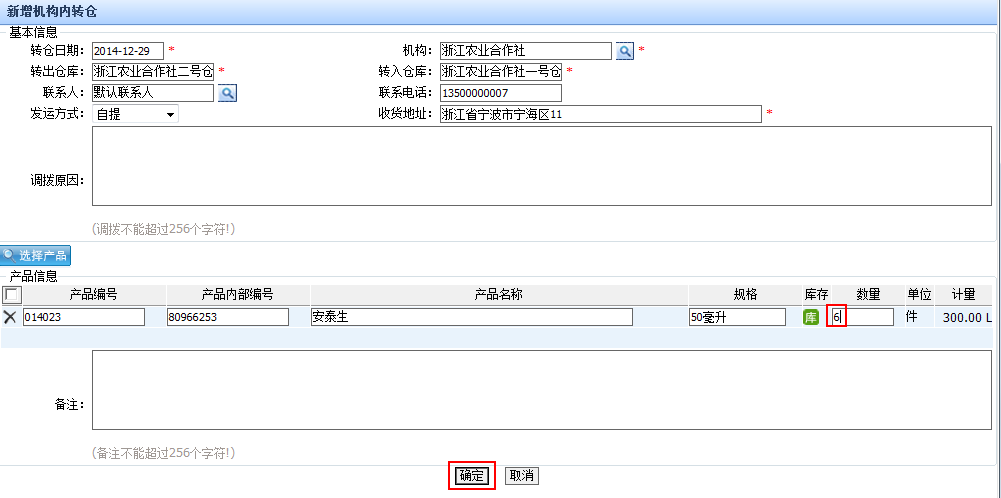 新增机构内转仓
基本信息
转仓日期: 2014-12-29 * 机构: 浙江农业合作社 *
转出仓库: 浙江农业合作社二号仓 * 转入仓库: 浙江农业合作社一号仓 *
联系人: 默认联系人 联系电话: 13500000007
发运方式: 自提 收货地址: 浙江省宁波市宁海区11 *
调拨原因:
(调拨不能超过256个字符!)
选择产品
产品信息
产品编号 产品内部编号 产品名称 规格 库存 数量 单位 计量
014023 80966253 安泰生 50毫升 库 6 件 300.00 L
备注:
(备注不能超过256个字符!)
确定 取消